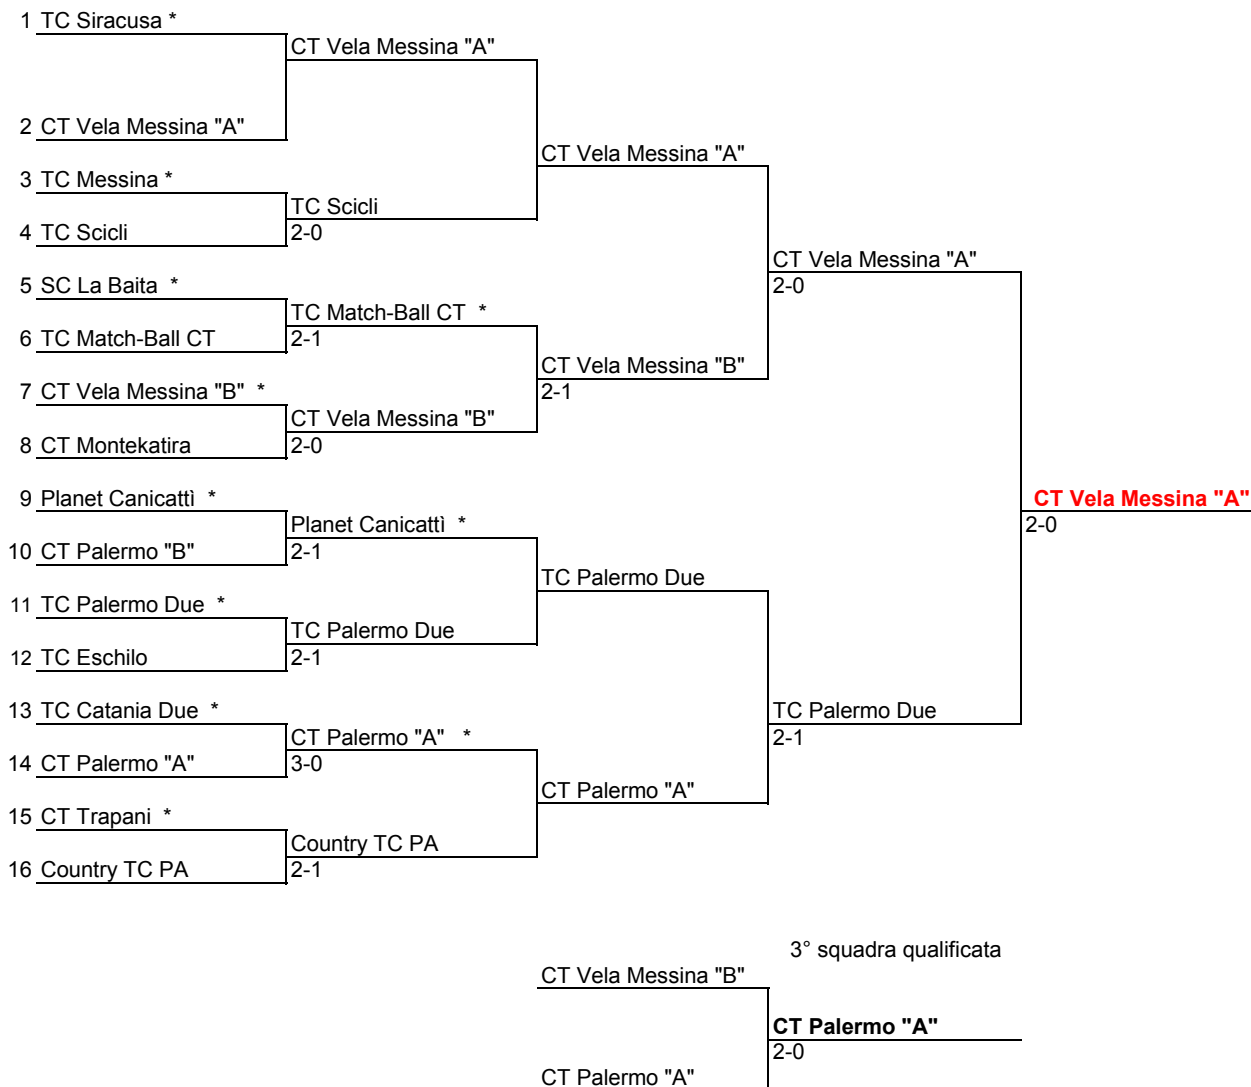 1 TC Siracusa *
CT Vela Messina "A"
2 CT Vela Messina "A"
CT Vela Messina "A"
3 TC Messina *
TC Scicli
4 TC Scicli
2-0
CT Vela Messina "A"
5 SC La Baita *
2-0
TC Match-Ball CT *
6 TC Match-Ball CT
2-1
CT Vela Messina "B"
7 CT Vela Messina "B" *
2-1
CT Vela Messina "B"
8 CT Montekatira
2-0
9 Planet Canicattì *
CT Vela Messina "A"
Planet Canicattì *
2-0
10 CT Palermo "B"
2-1
TC Palermo Due
11 TC Palermo Due *
TC Palermo Due
12 TC Eschilo
2-1
13 TC Catania Due *
TC Palermo Due
CT Palermo "A" *
2-1
14 CT Palermo "A"
3-0
CT Palermo "A"
15 CT Trapani *
Country TC PA
16 Country TC PA
2-1
3° squadra qualificata
CT Vela Messina "B"
CT Palermo "A"
2-0
CT Palermo "A"